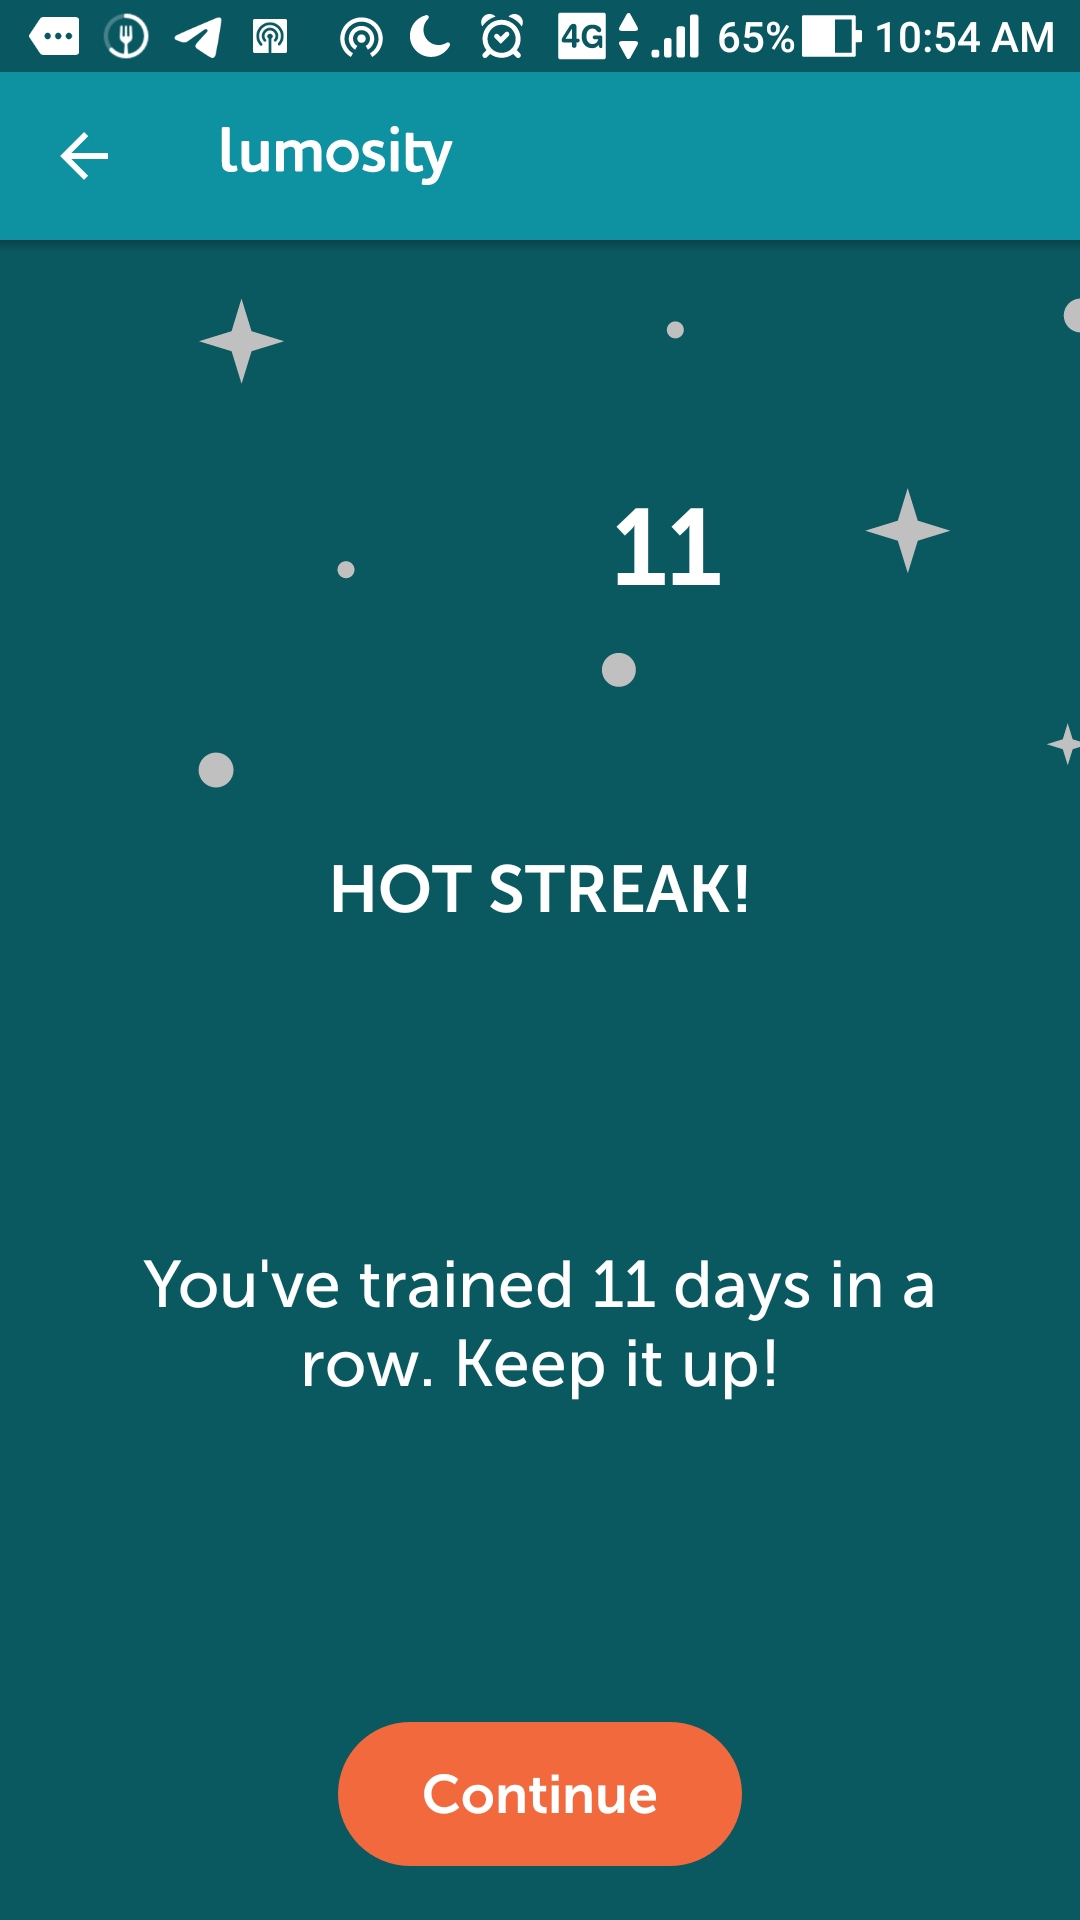 4G 65% 10:54 AM
lumosity
11
HOT STREAK!
You've trained 11 days in a
row. Keep it up!
Continue